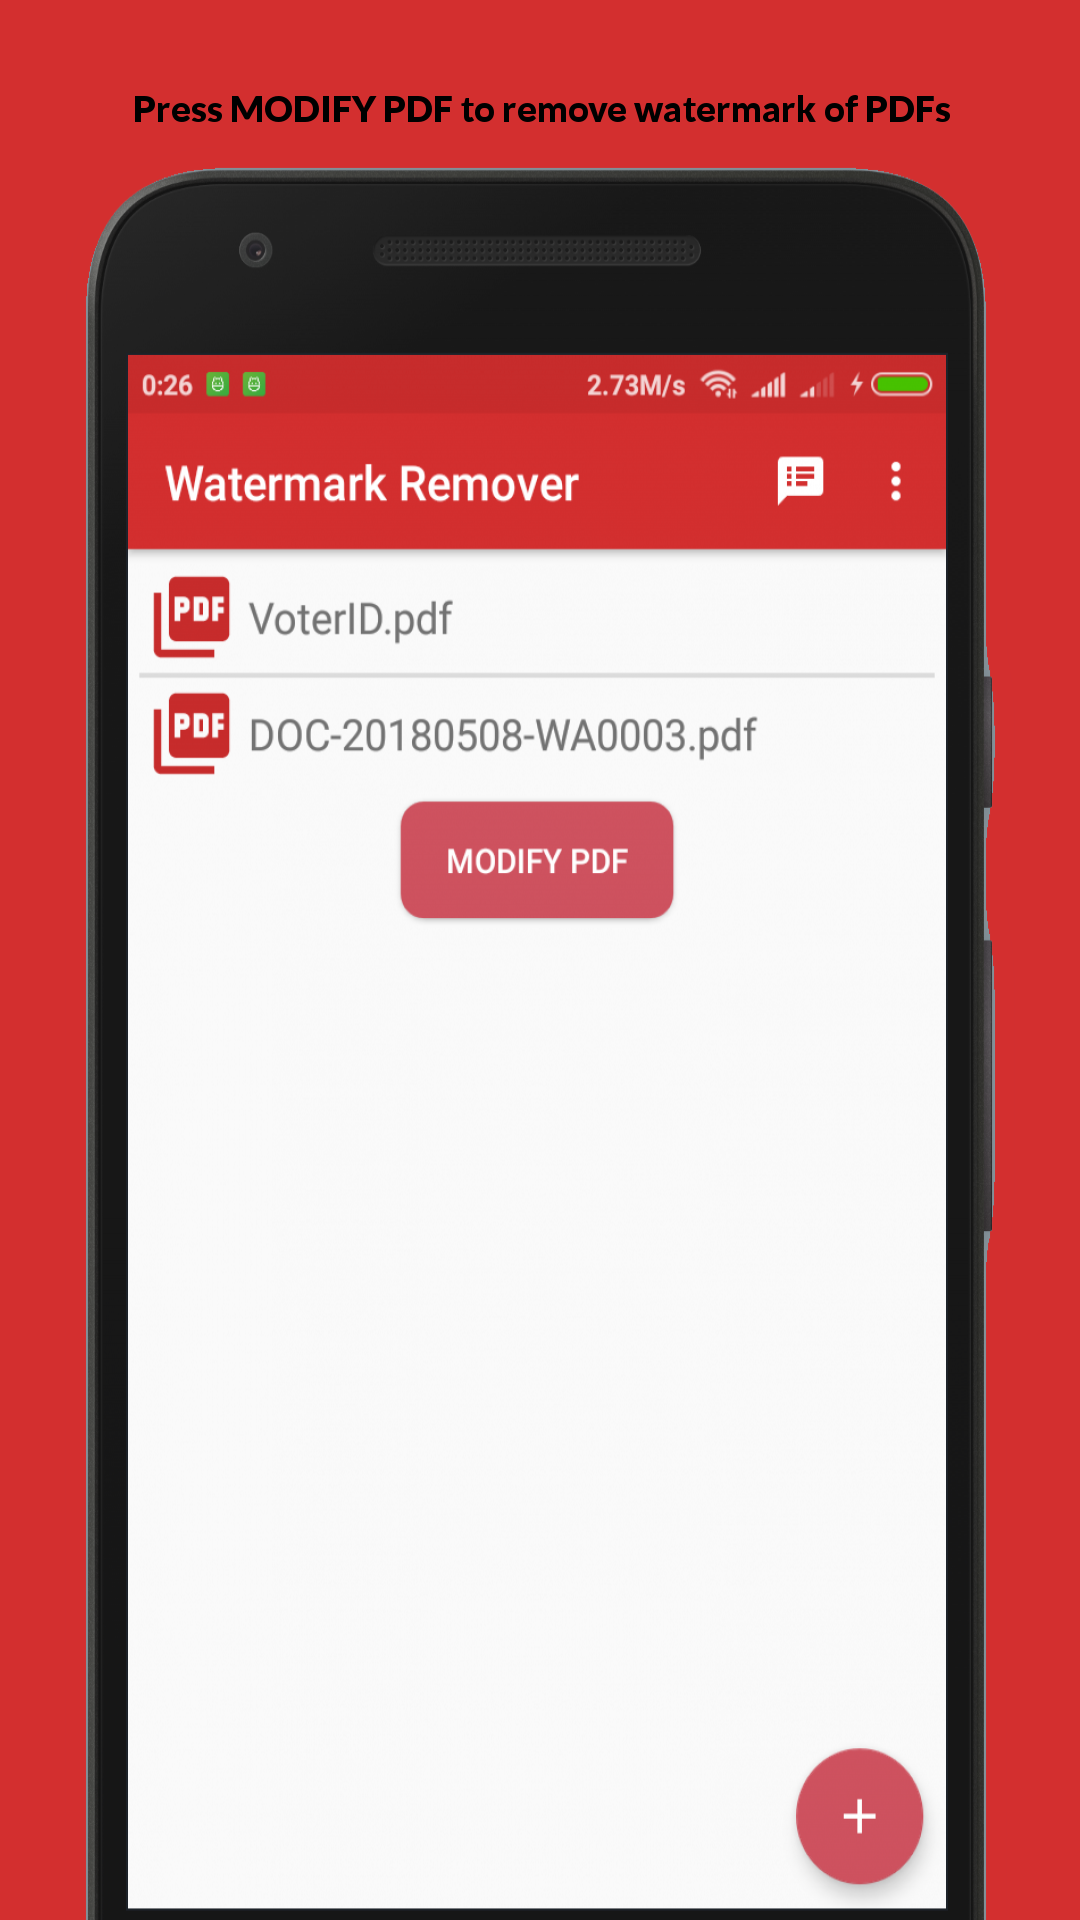 Press MODIFY PDF to remove watermark of PDFs
0:26 2.73M/s
Watermark Remover
PDF VoterID.pdf
PDF DOC-20180508-WA0003.pdf
MODIFY PDF
+